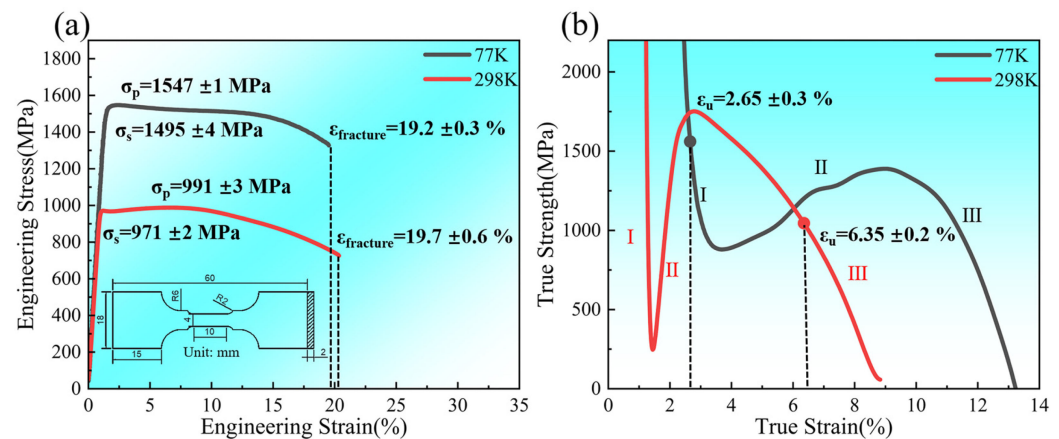 (a)
1800
1600
1400
1200
1000
800
600
400
200
0
Engineering Stress(MPa)
77K
298K
σp=1547 ±1 MPa
σs=1495 ±4 MPa
εfracture=19.2 ±0.3 %
σp=991 ±3 MPa
σs=971 ±2 MPa
εfracture=19.7 ±0.6 %
60
R6
R2
18
4
10
15
Unit: mm
2
0 5 10 15 20 25 30 35
Engineering Strain(%)
(b)
2000
1500
1000
500
0
True Strength(MPa)
77K
298K
εu=2.65 ±0.3 %
II
I
I
II
III
εu=6.35 ±0.2 %
III
0 2 4 6 8 10 12 14
True Strain(%)